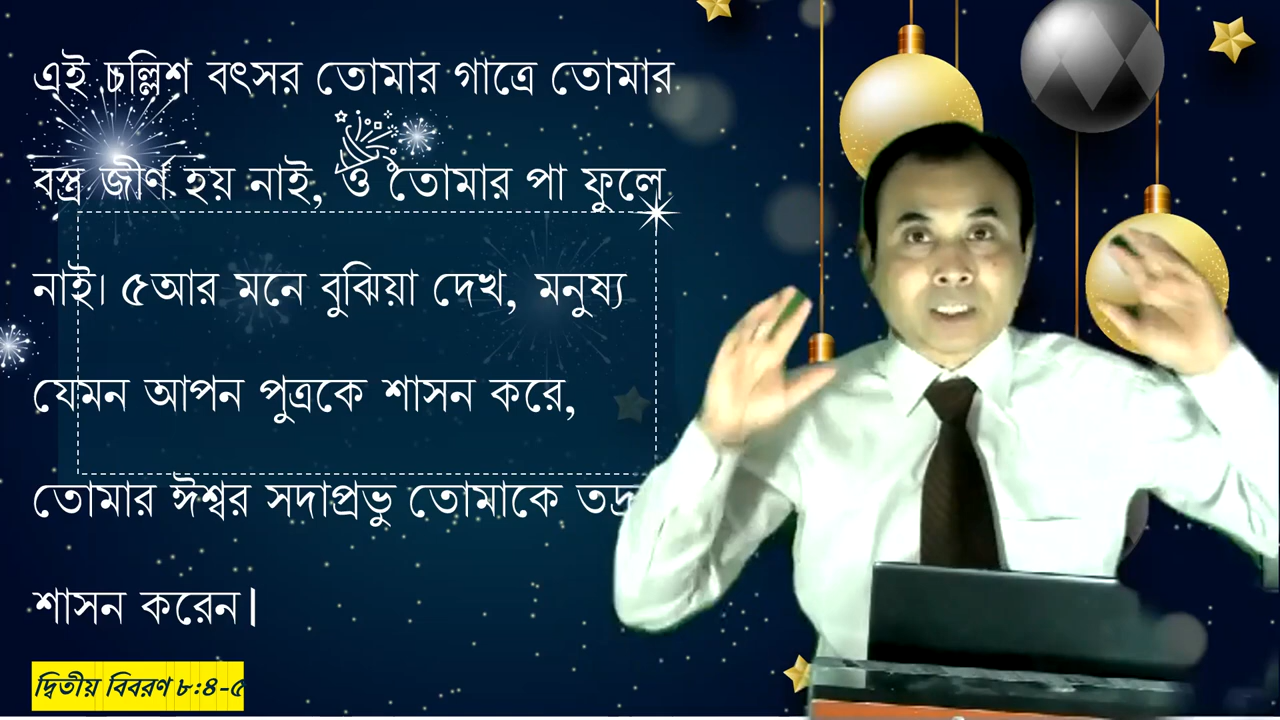 এই চল্লিশ বৎসর তোমার গাত্রে তোমার
বস্ত্র জীর্ণ হয় নাই, ও তোমার পা ফুলে
নাই। ৫আর মনে বুঝিয়া দেখ, মনুষ্য
যেমন আপন পুত্রকে শাসন করে,
তোমার ঈশ্বর সদাপ্রভু তোমাকে
শাসন করেন।
দ্বিতীয় বিবরণ ৮:৪-৫